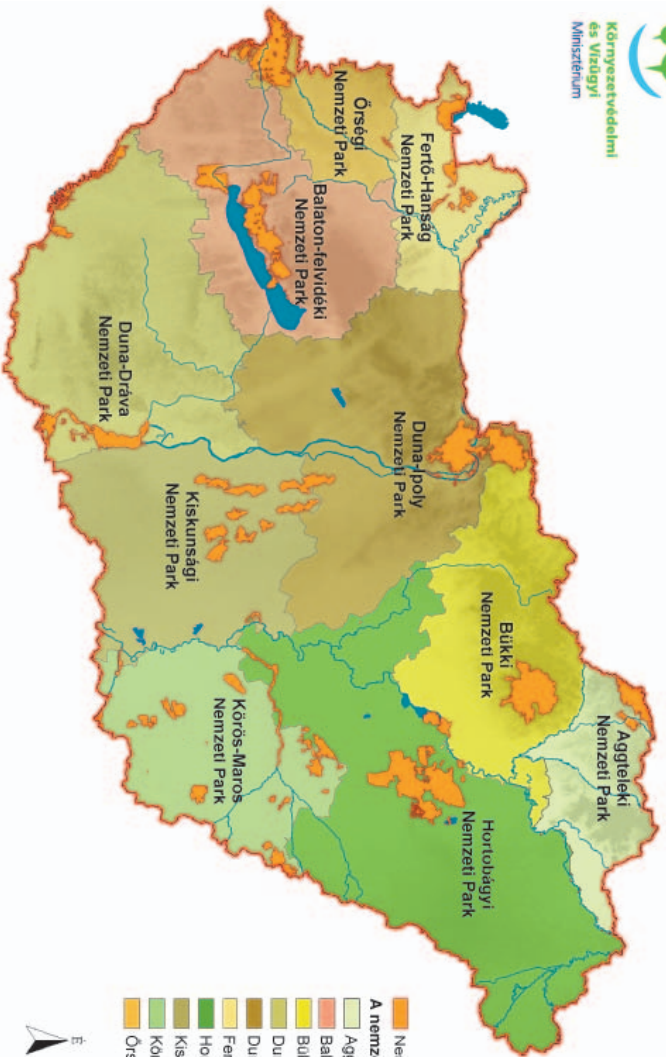 Környezetvédelmi
és Vízügyi
Minisztérium
Aggteleki
Nemzeti Park
Bükki
Nemzeti Park
Fertő-Hanság
Nemzeti Park
Duna-Ipoly
Nemzeti Park
Hortobágyi
Nemzeti Park
Őrségi
Nemzeti Park
Balaton-felvidéki
Nemzeti Park
Kiskunsági
Nemzeti Park
Körös-Maros
Nemzeti Park
Duna-Dráva
Nemzeti Park
A
É